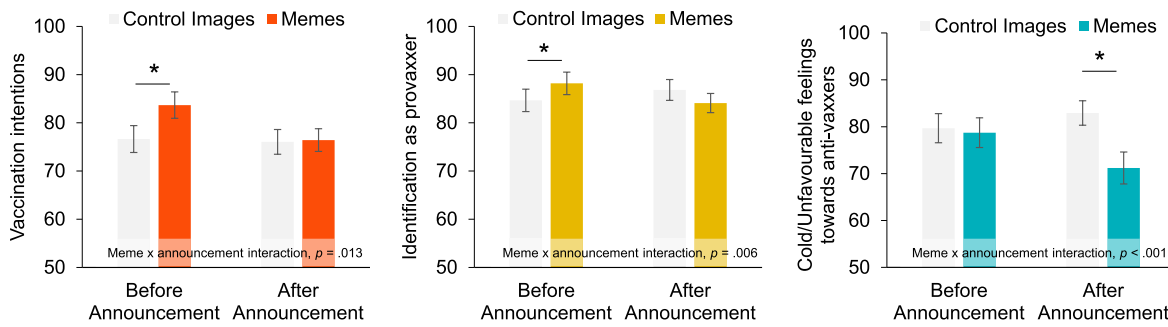 Control Images Memes
Vaccination intentions
100
90
80
70
60
50
*
Meme x announcement interaction, p = .013
Before
Announcement
After
Announcement
Control Images Memes
Identification as provaxxer
100
90
80
70
60
50
*
Meme x announcement interaction, p = .006
Before
Announcement
After
Announcement
Control Images Memes
Cold/Unfavourable feelings
towards anti-vaxxers
100
90
80
70
60
50
*
Meme x announcement interaction, p < .001
Before
Announcement
After
Announcement